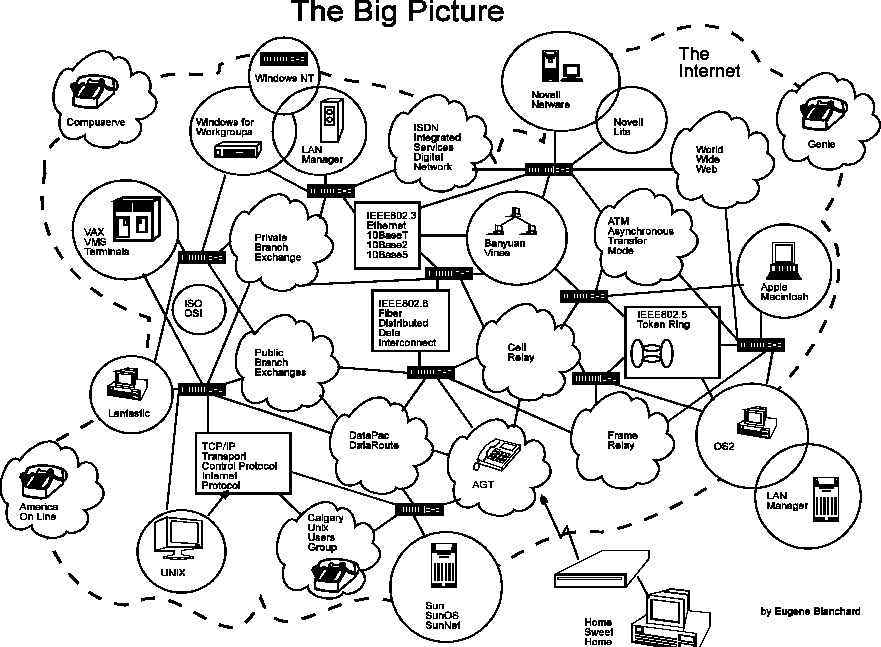 The Big Picture
The
Internet
Windows NT
Compuserve
Windows for
Workgroups
LAN
Manager
ISDN
Integrated
Services
Digital
Network
Novell
Netware
Novell
Lite
World
Wide
Web
Genie
VAX
VMS
Terminals
Private
Branch
Exchange
IEEE802.3
Ethernet
10BaseT
10Base2
10Base5
Banyuan
Vines
ATM
Asynchronous
Transfer
Mode
Apple
Macintosh
ISO
OSI
IEEE802.6
Fiber
Distributed
Data
Interconnect
IEEE802.5
Token Ring
Public
Branch
Exchanges
Cell
Relay
Lantastic
DataPac
DataRoute
AGT
Frame
Relay
OS2
TCP/IP
Transport
Control Protocol
Internet
Protocol
LAN
Manager
America
On Line
Calgary
Unix
Users
Group
UNIX
Sun
SunOS
SunNet
Home
Sweet
Home
by Eugene Blanchard